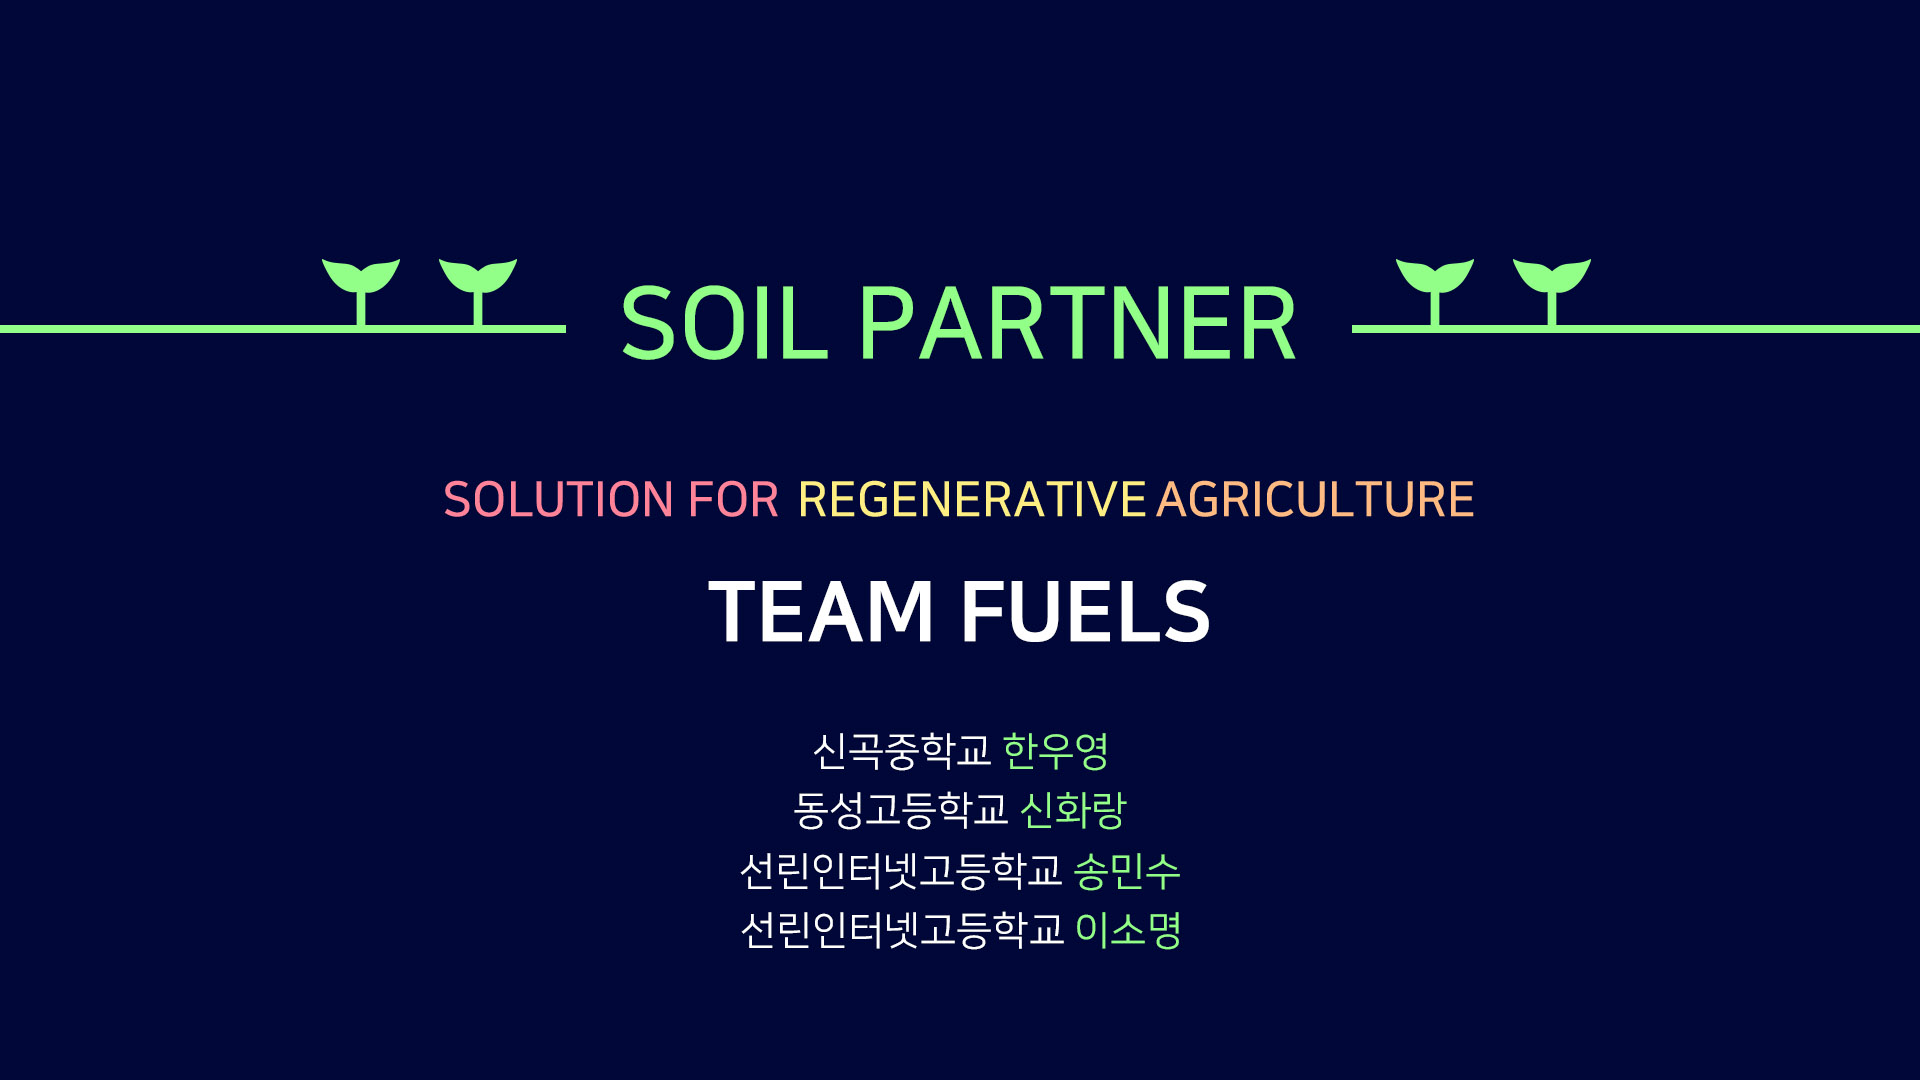 SOIL PARTNER
SOLUTION FOR REGENERATIVE AGRICULTURE
TEAM FUELS
신곡중학교 한우영
동성고등학교 신화랑
선린인터넷고등학교 송민수
선린인터넷고등학교 이소명